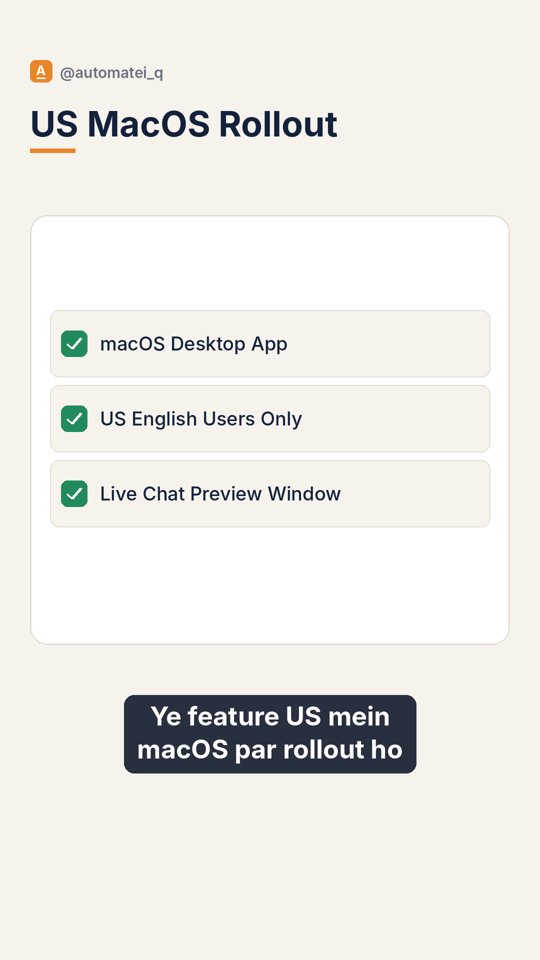 A
@automatei_q
US MacOS Rollout
macOS Desktop App
US English Users Only
Live Chat Preview Window
Ye feature US mein
macOS par rollout ho